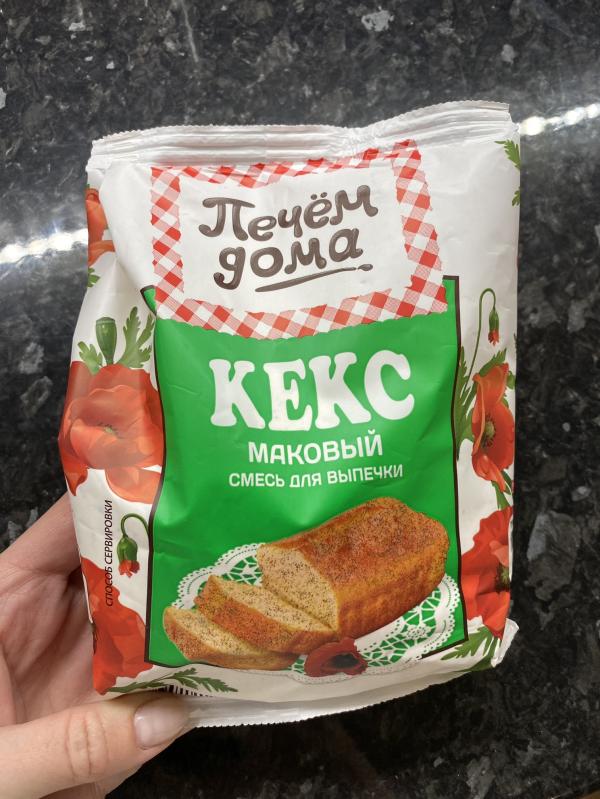 Печём
дома
КЕКС
МАКОВЫЙ
СМЕСЬ ДЛЯ ВЫПЕЧКИ
СПОСОБ СЕРВИРОВКИ